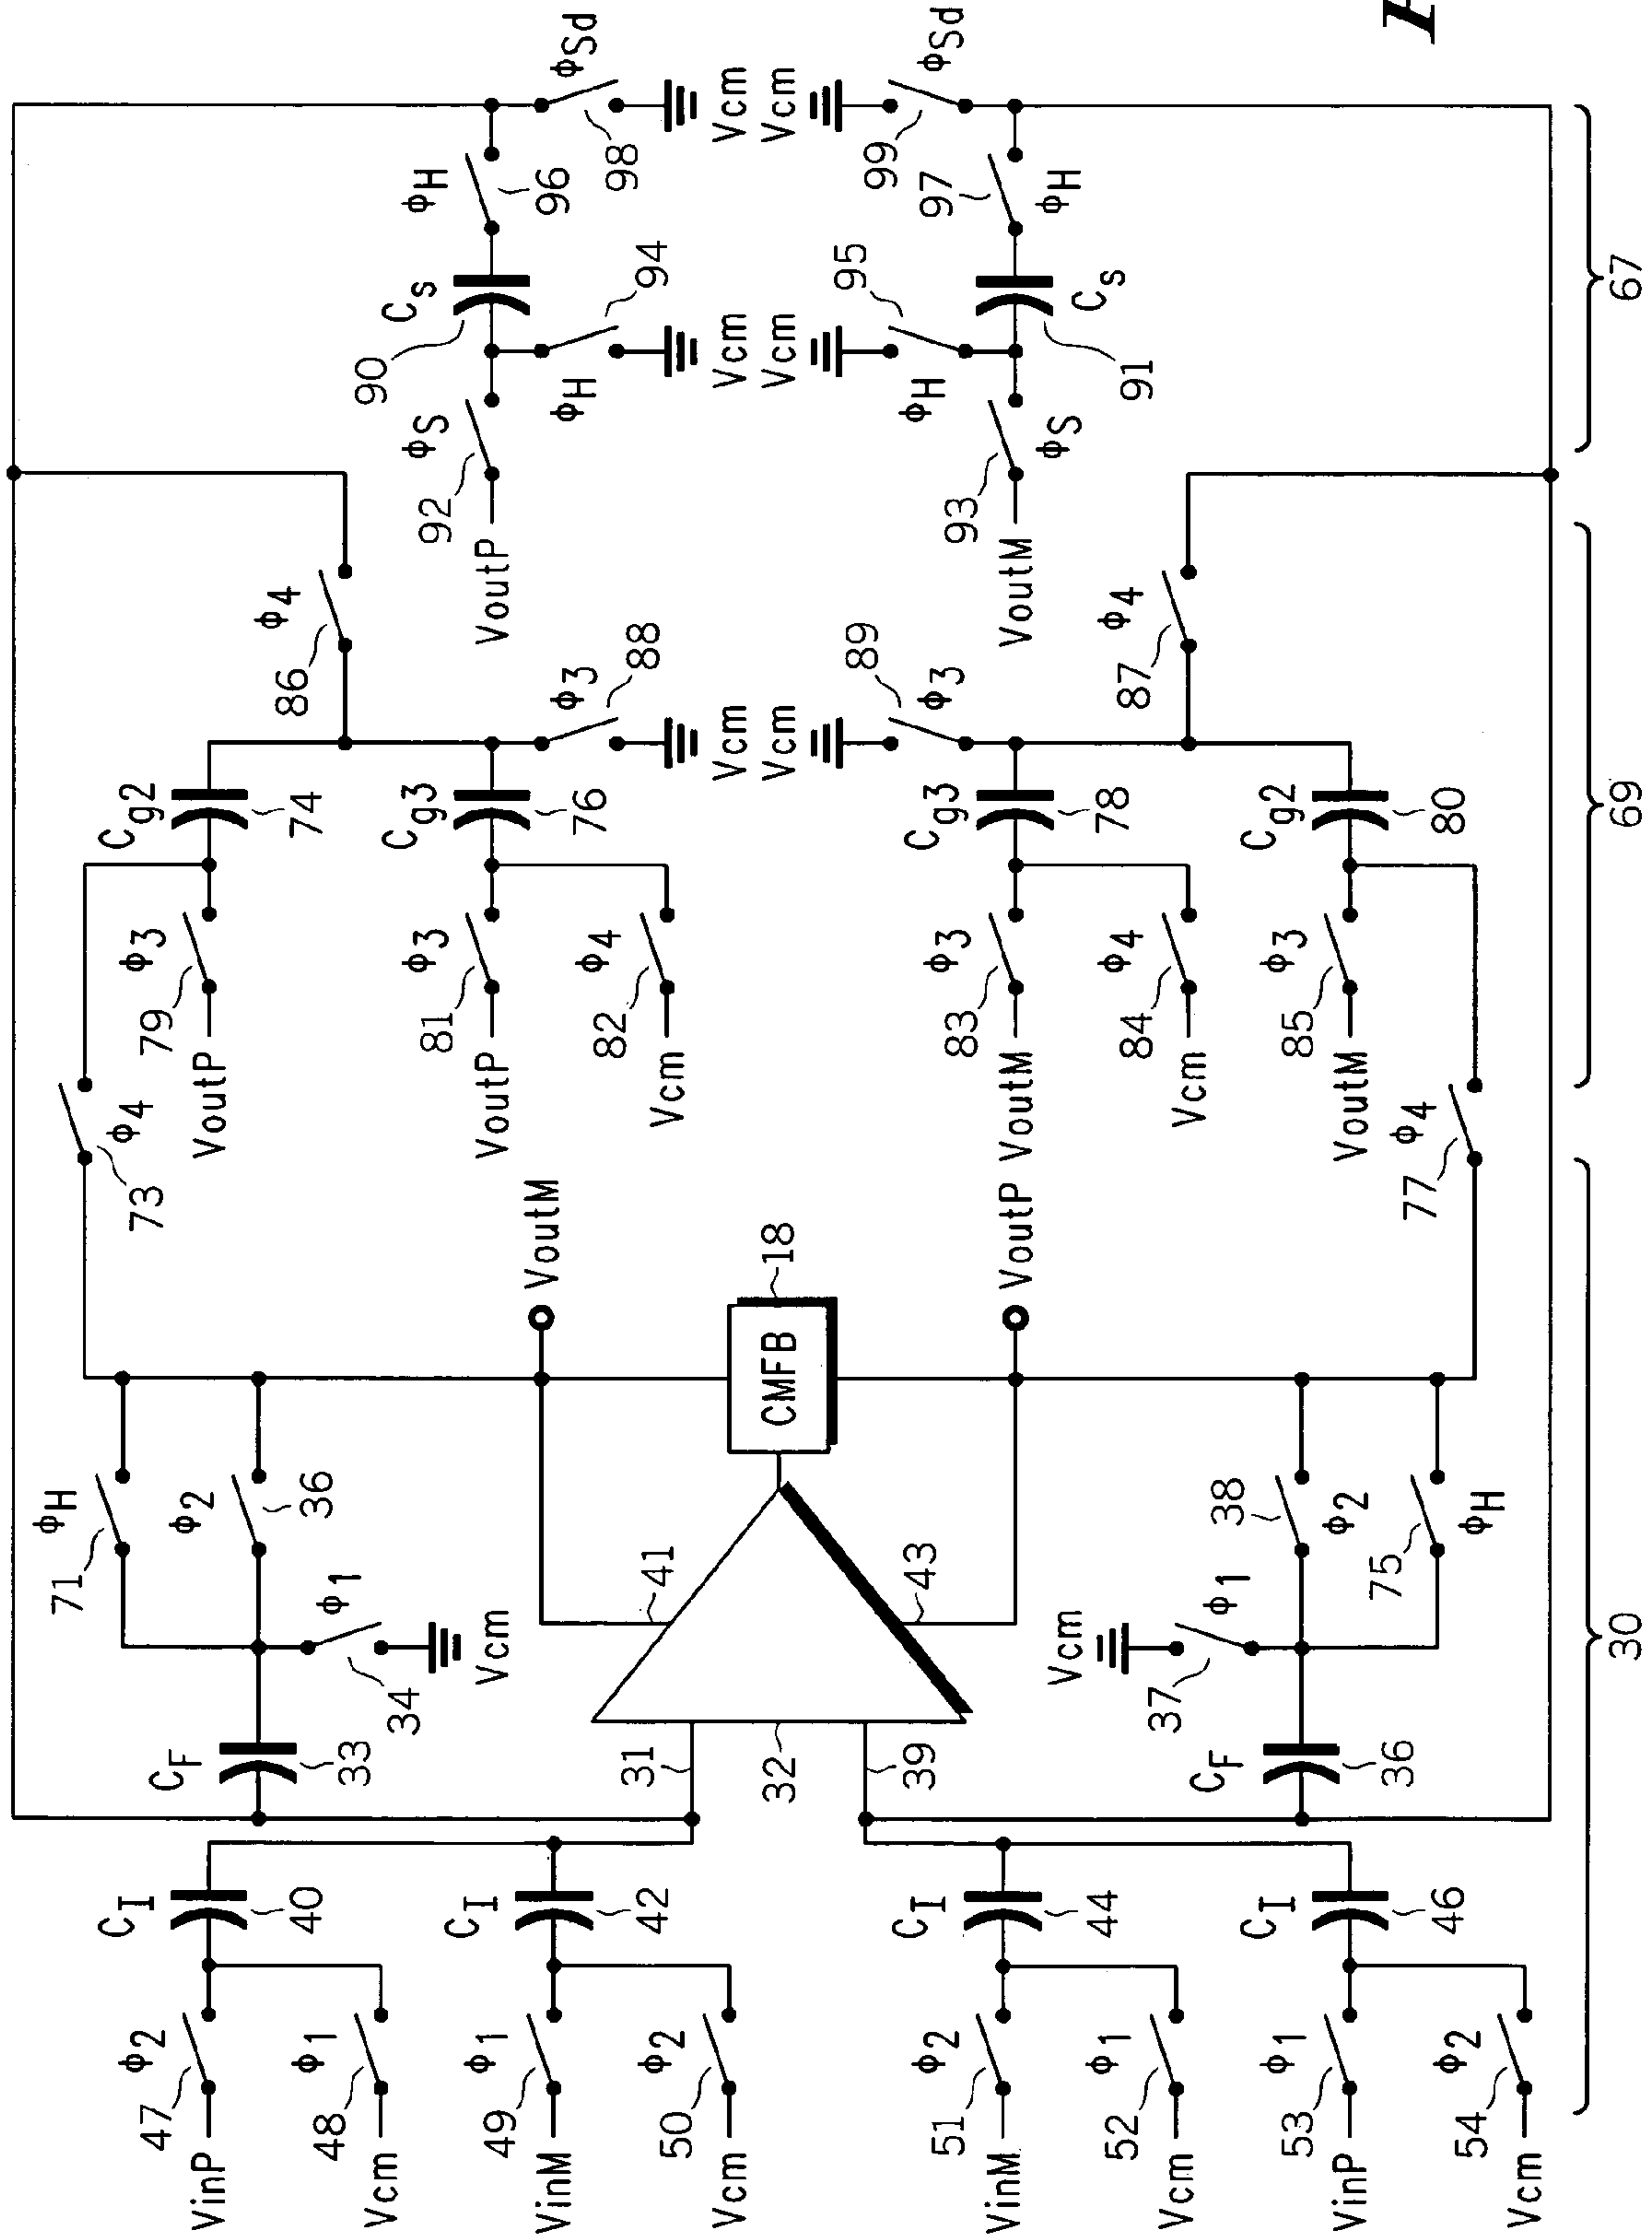 VinP
47
ϕ2
CI
40
Vcm
48
ϕ1
VinM
49
ϕ1
CI
42
Vcm
50
ϕ2
VinM
51
ϕ2
CI
44
Vcm
52
ϕ1
VinP
53
ϕ1
CI
46
Vcm
54
ϕ2
CF
33
71
ϕH
ϕ2
36
34
ϕ1
Vcm
31
32
39
41
43
CMFB
18
VoutM
VoutP
Vcm
37
ϕ1
38
ϕ2
CF
36
75
ϕH
30
73
ϕ4
VoutP
79
ϕ3
Cg2
74
VoutP
81
ϕ3
Cg3
76
Vcm
82
ϕ4
86
ϕ4
ϕ3
88
Vcm
Vcm
89
ϕ3
VoutM
83
ϕ3
Cg3
78
Vcm
84
ϕ4
VoutM
85
ϕ3
Cg2
80
77
ϕ4
87
ϕ4
69
VoutP
92
ϕS
90
Cs
ϕH
94
Vcm
ϕH
96
98
ϕSd
Vcm
VoutM
93
ϕS
Vcm
95
ϕH
91
Cs
97
ϕH
Vcm
99
ϕSd
67